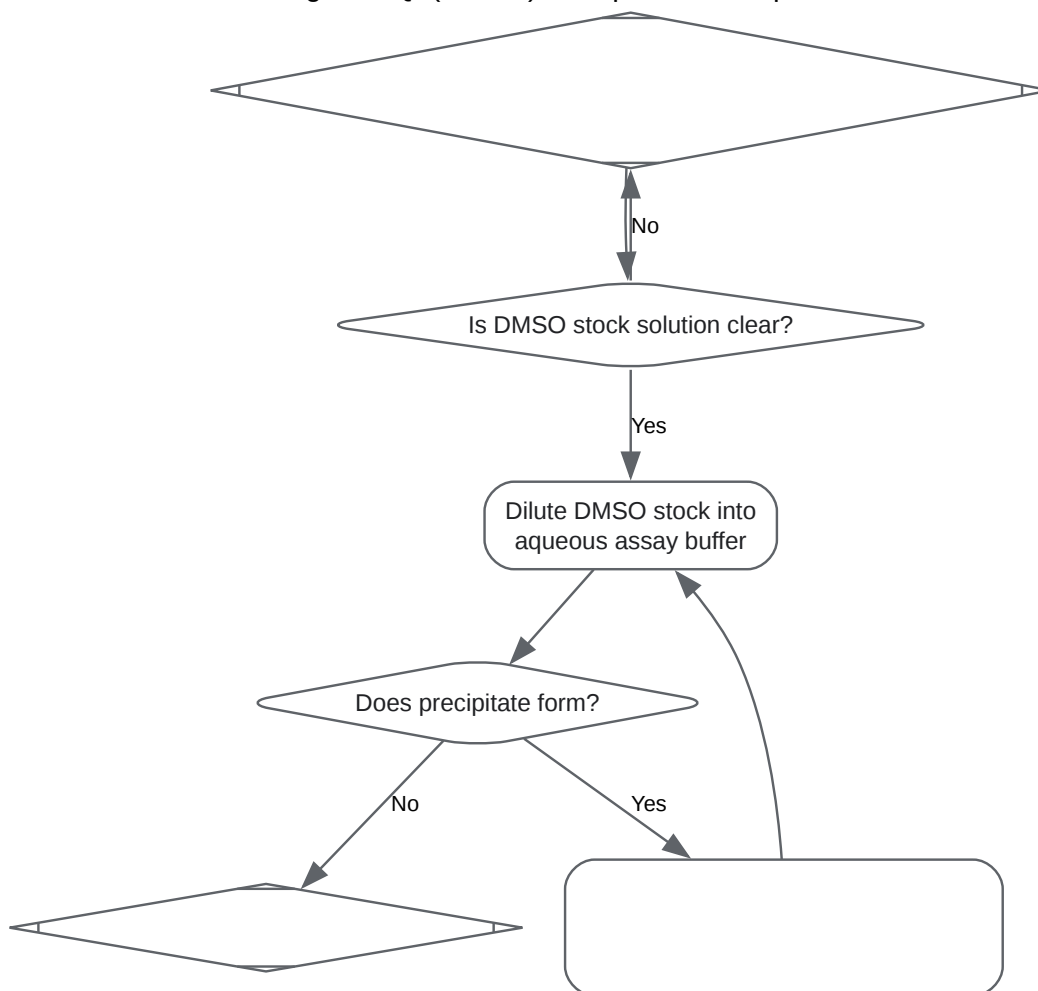 No
Is DMSO stock solution clear?
Yes
Dilute DMSO stock into
aqueous assay buffer
Does precipitate form?
No
Yes